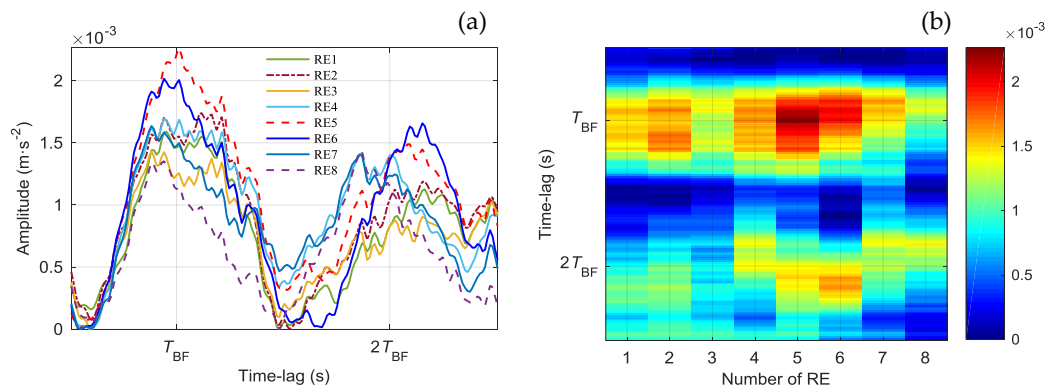 (a)
×10⁻³
2
1.5
1
0.5
0
Amplitude (m·s⁻²)
RE1
RE2
RE3
RE4
RE5
RE6
RE7
RE8
T_BF
2T_BF
Time-lag (s)
(b)
T_BF
2T_BF
Time-lag (s)
1 2 3 4 5 6 7 8
Number of RE
×10⁻³
2
1.5
1
0.5
0